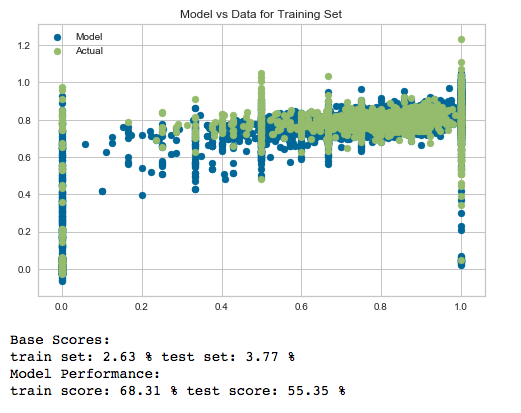 Model vs Data for Training Set
Model
Actual
1.2
1.0
0.8
0.6
0.4
0.2
0.0
0.0 0.2 0.4 0.6 0.8 1.0
Base Scores:
train set: 2.63 % test set: 3.77 %
Model Performance:
train score: 68.31 % test score: 55.35 %